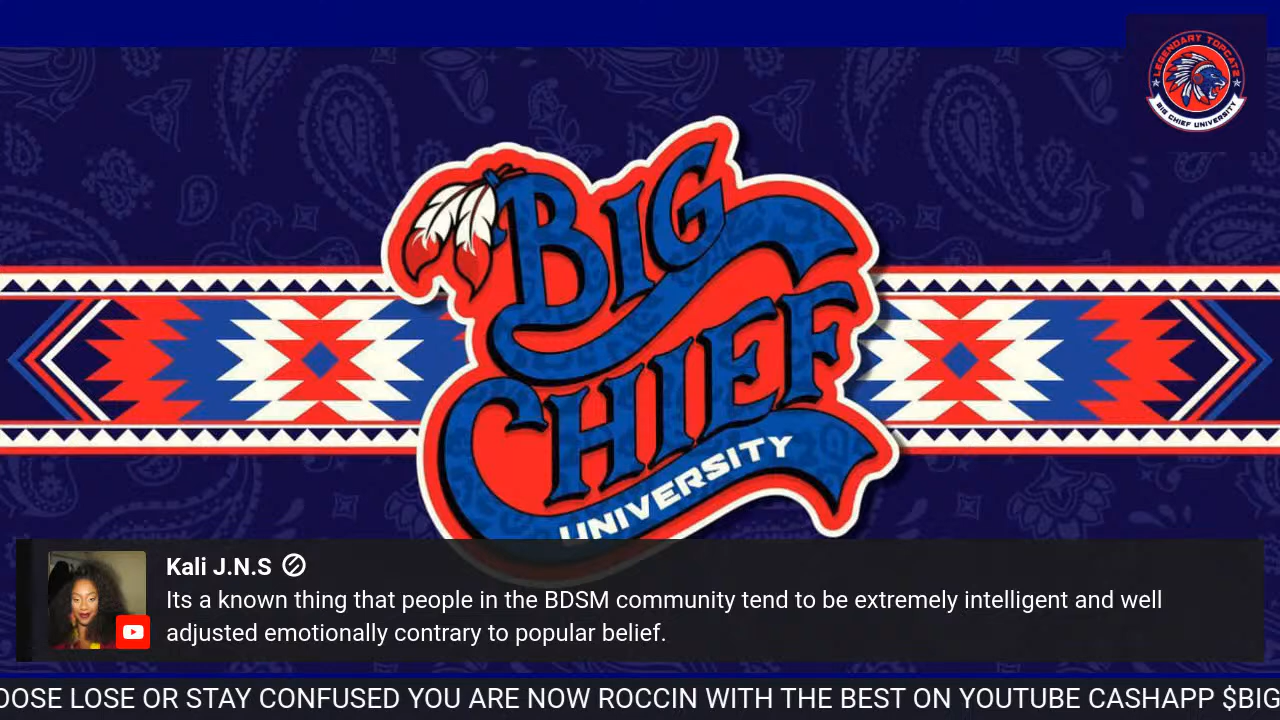 LEGENDARY TOPCATZ
BIG CHIEF UNIVERSITY
BIG
CHIEF
UNIVERSITY
Kali J.N.S
Its a known thing that people in the BDSM community tend to be extremely intelligent and well
adjusted emotionally contrary to popular belief.
OOSE LOSE OR STAY CONFUSED YOU ARE NOW ROCCIN WITH THE BEST ON YOUTUBE CASHAPP $BIG